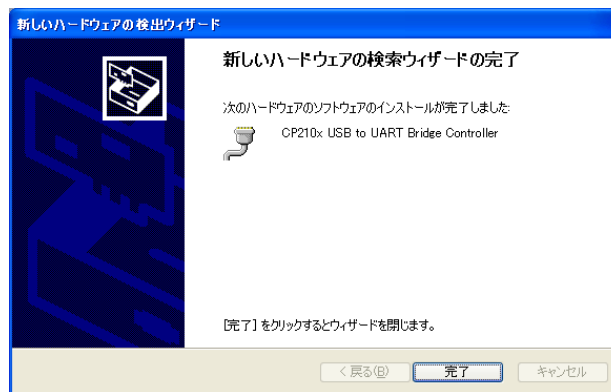 新しいハードウェアの検出ウィザード
新しいハードウェアの検索ウィザードの完了
次のハードウェアのソフトウェアのインストールが完了しました:
CP210x USB to UART Bridge Controller
[完了] をクリックするとウィザードを閉じます。
< 戻る(B) 完了 キャンセル